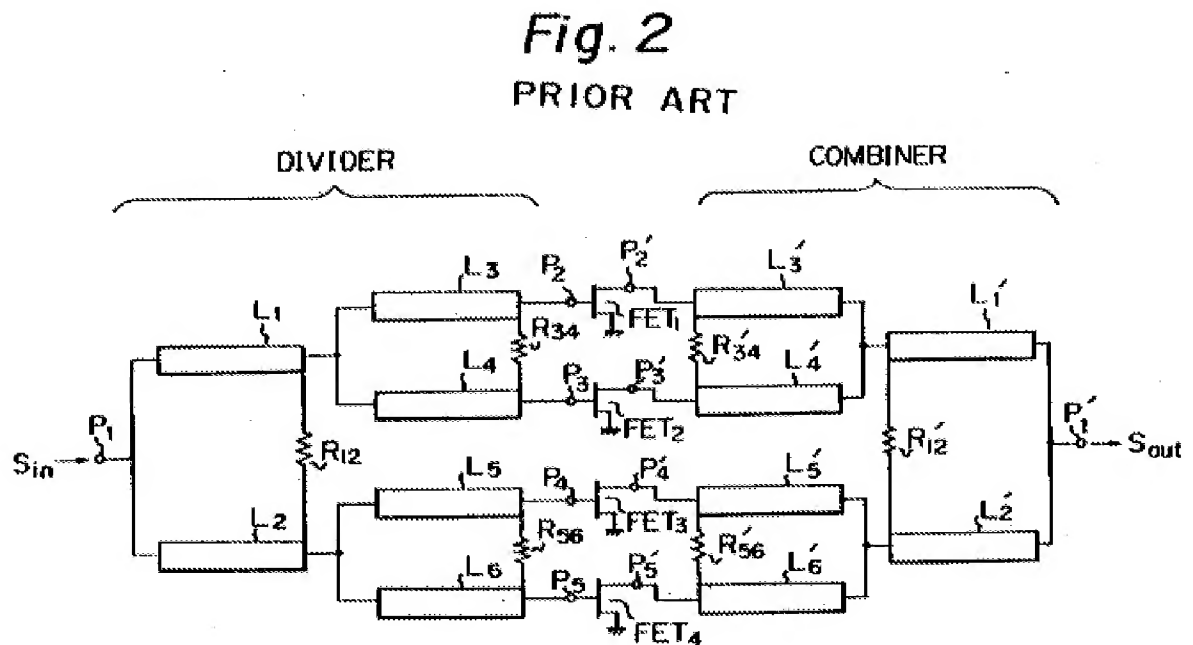 Fig. 2
PRIOR ART
DIVIDER
COMBINER
L3
P2
P2'
L3'
L1
R34
FET1
R34'
L1'
L4
P3
P3'
L4'
P1
FET2
P1'
Sin
R12
R12'
Sout
L5
P4
P4'
L5'
L2
R56
FET3
R56'
L2'
L6
P5
P5'
L6'
FET4